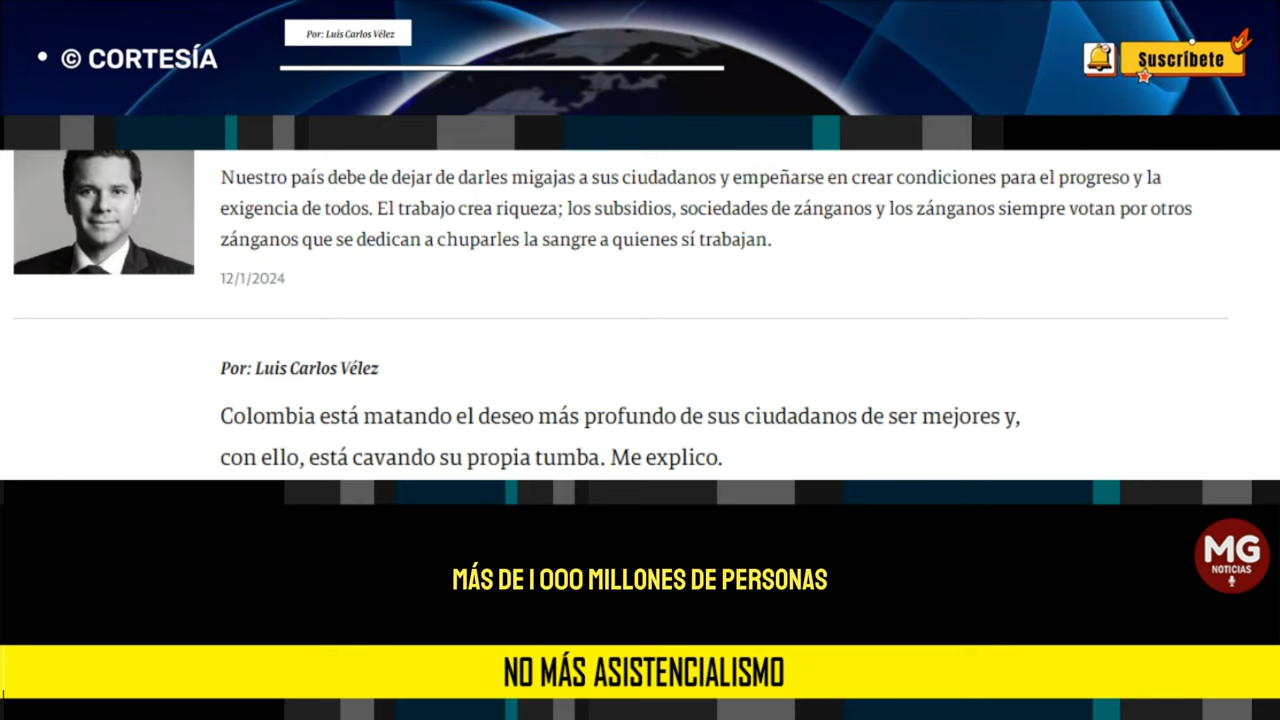 Por: Luis Carlos Vélez
• © CORTESÍA
Suscríbete
Nuestro país debe de dejar de darles migajas a sus ciudadanos y empeñarse en crear condiciones para el progreso y la
exigencia de todos. El trabajo crea riqueza; los subsidios, sociedades de zánganos y los zánganos siempre votan por otros
zánganos que se dedican a chuparles la sangre a quienes sí trabajan.
12/1/2024
Por: Luis Carlos Vélez
Colombia está matando el deseo más profundo de sus ciudadanos de ser mejores y,
con ello, está cavando su propia tumba. Me explico.
MG
NOTICIAS
MÁS DE 1 000 MILLONES DE PERSONAS
NO MÁS ASISTENCIALISMO